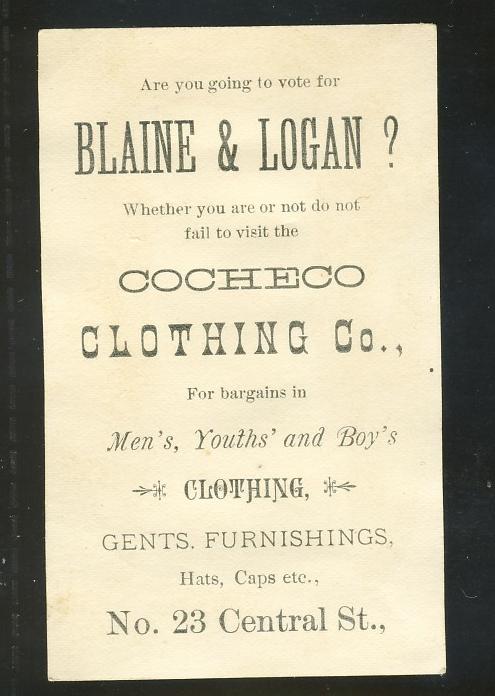 Are you going to vote for
BLAINE & LOGAN ?
Whether you are or not do not
fail to visit the
COCHECO
CLOTHING Co.,
For bargains in
Men's, Youths' and Boy's
CLOTHING,
GENTS. FURNISHINGS,
Hats, Caps etc.,
No. 23 Central St.,